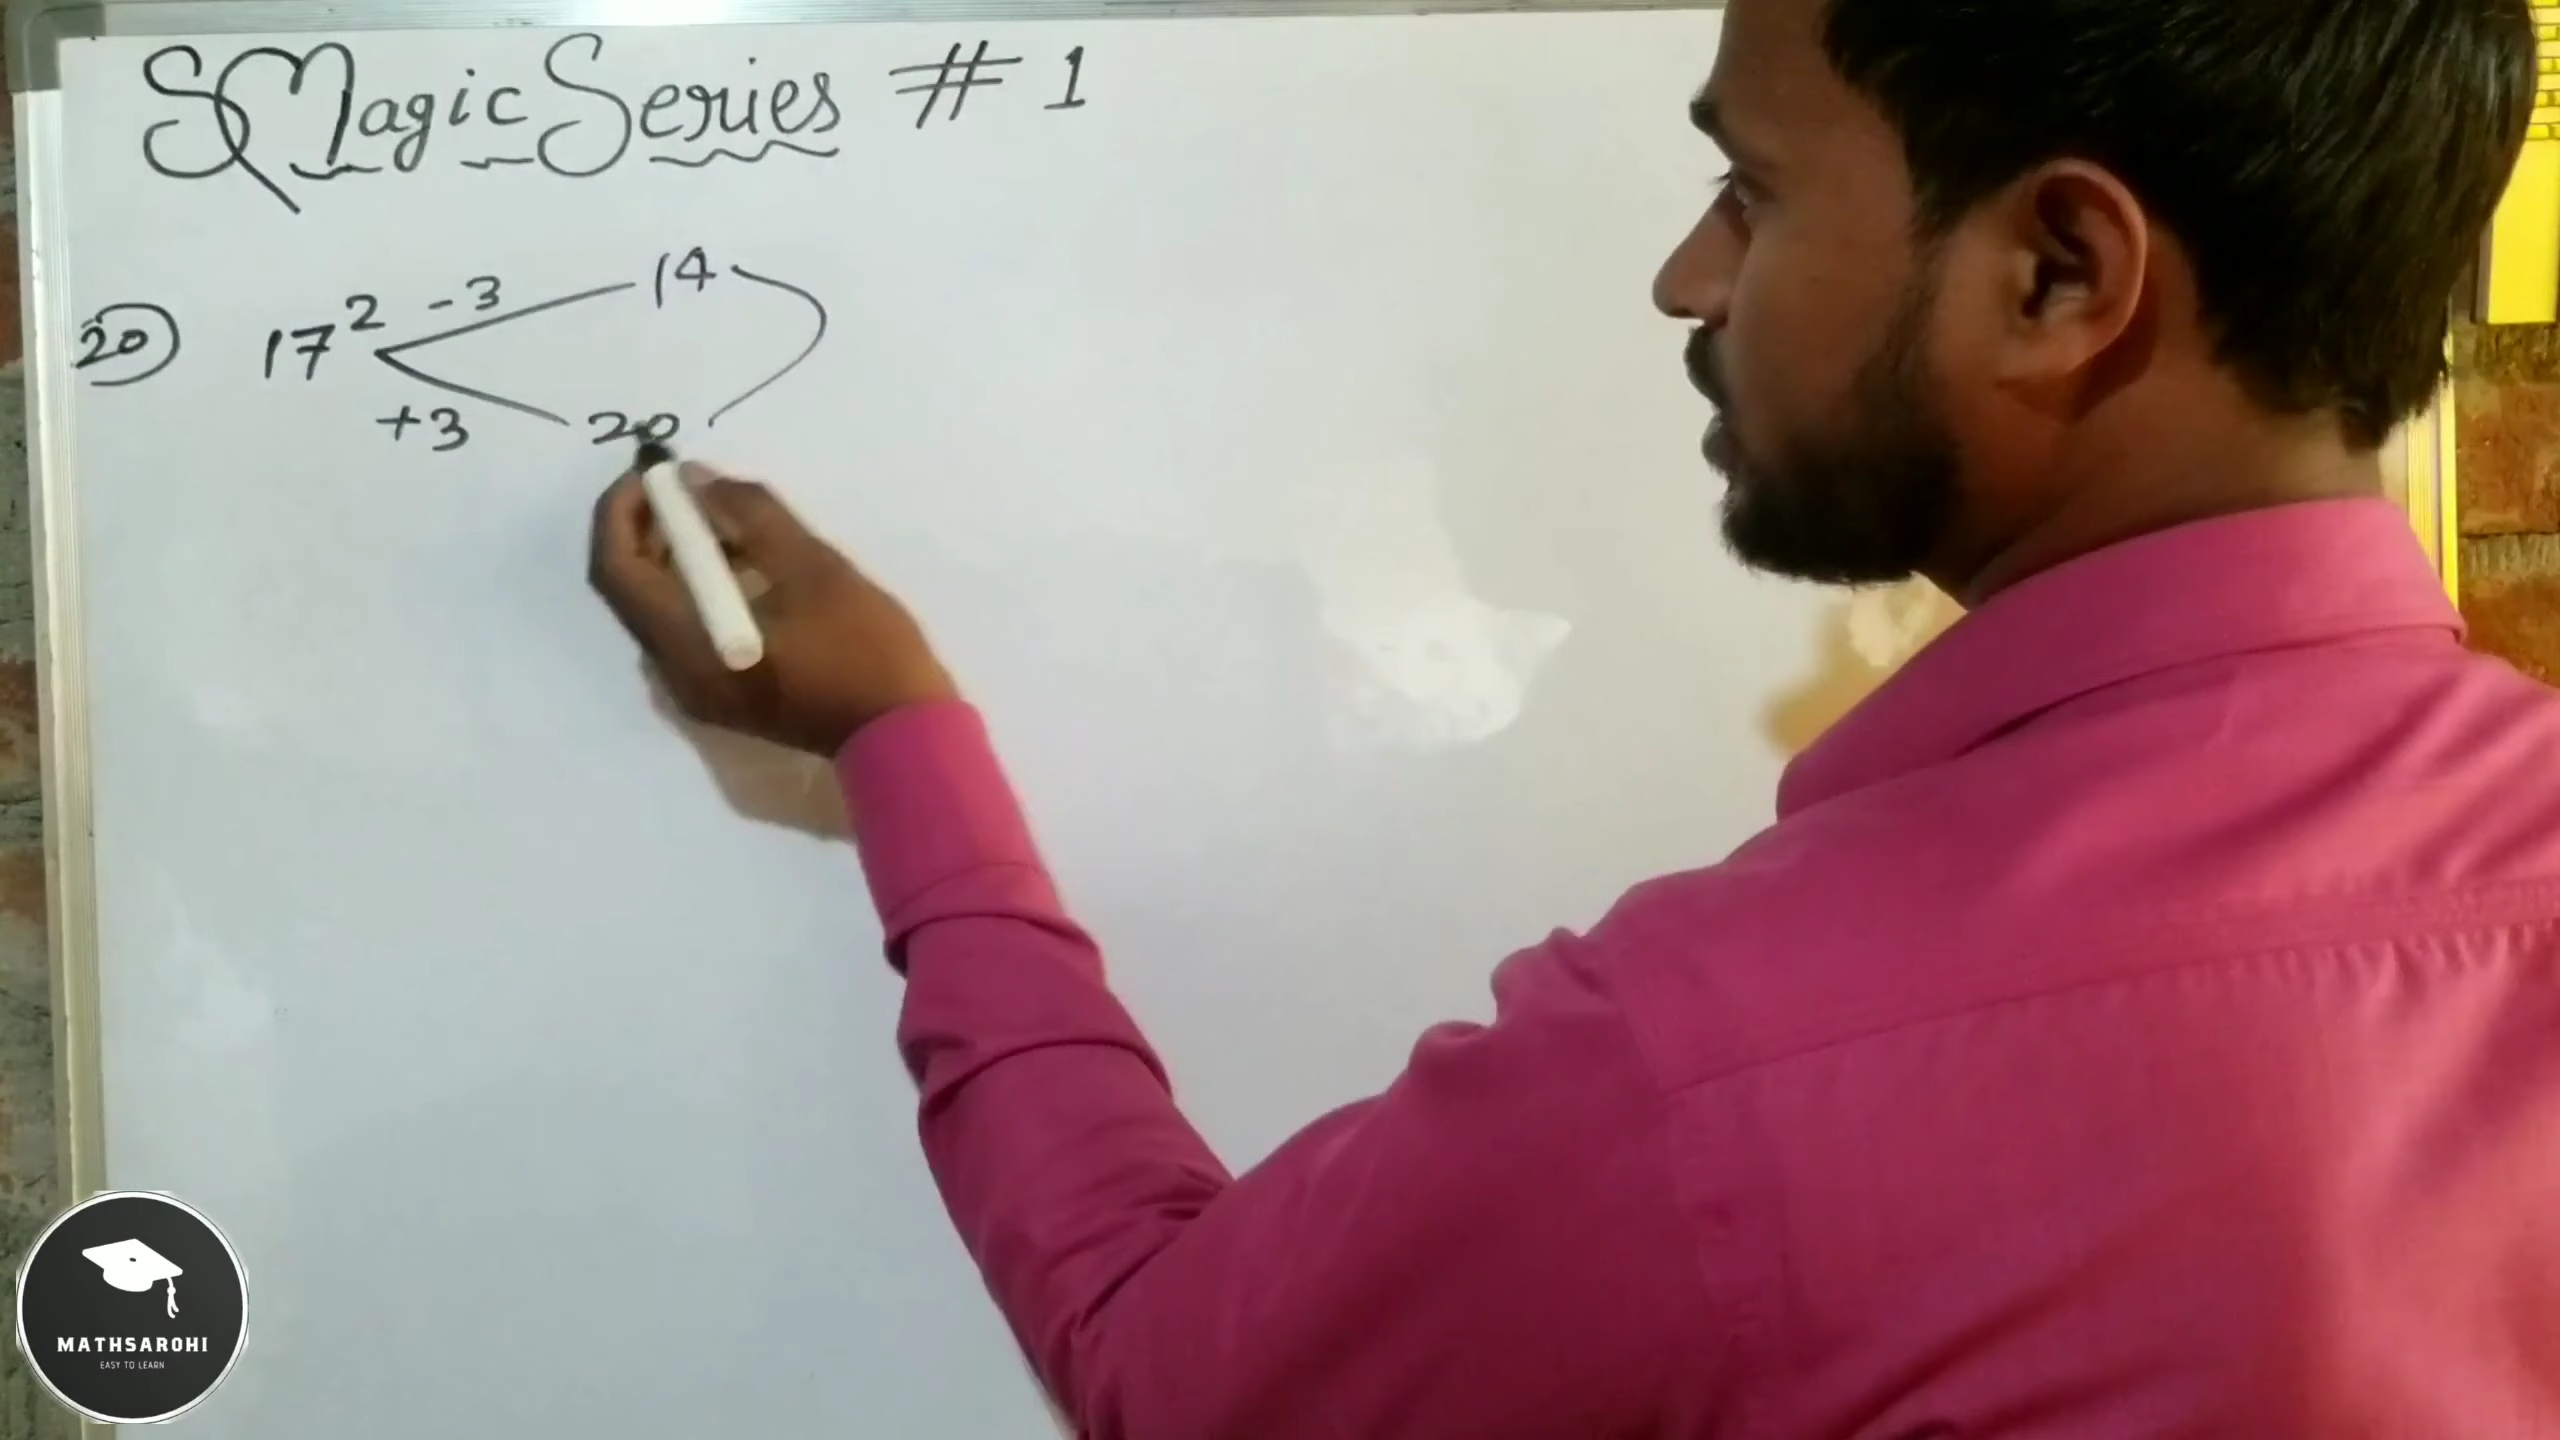 Magic Series # 1
20 17² -3 14
+3 20
MATHSAROHI
EASY TO LEARN